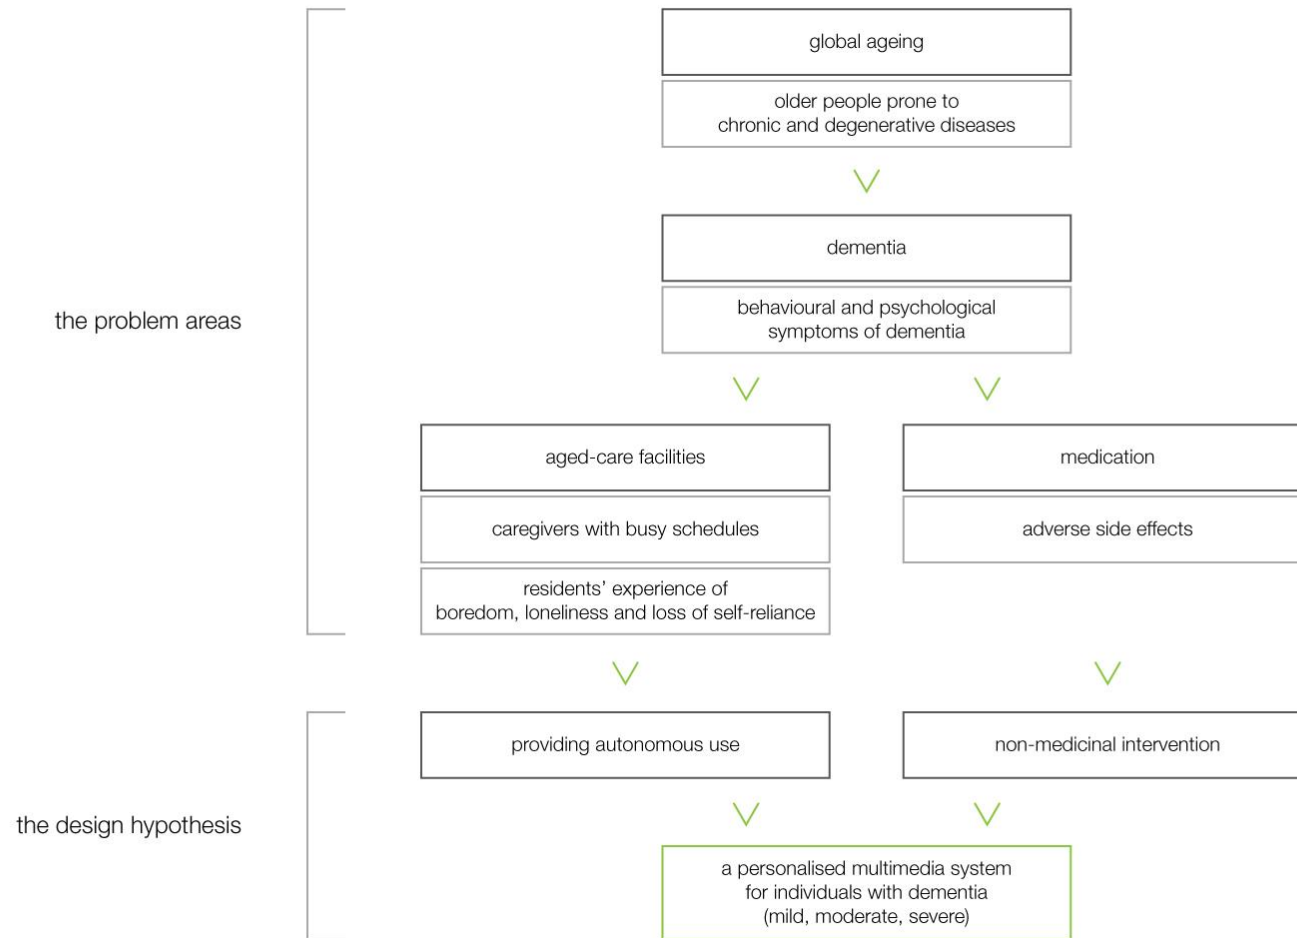 global ageing
older people prone to
chronic and degenerative diseases
dementia
behavioural and psychological
symptoms of dementia
the problem areas
aged-care facilities
medication
caregivers with busy schedules
adverse side effects
residents’ experience of
boredom, loneliness and loss of self-reliance
providing autonomous use
non-medicinal intervention
the design hypothesis
a personalised multimedia system
for individuals with dementia
(mild, moderate, severe)